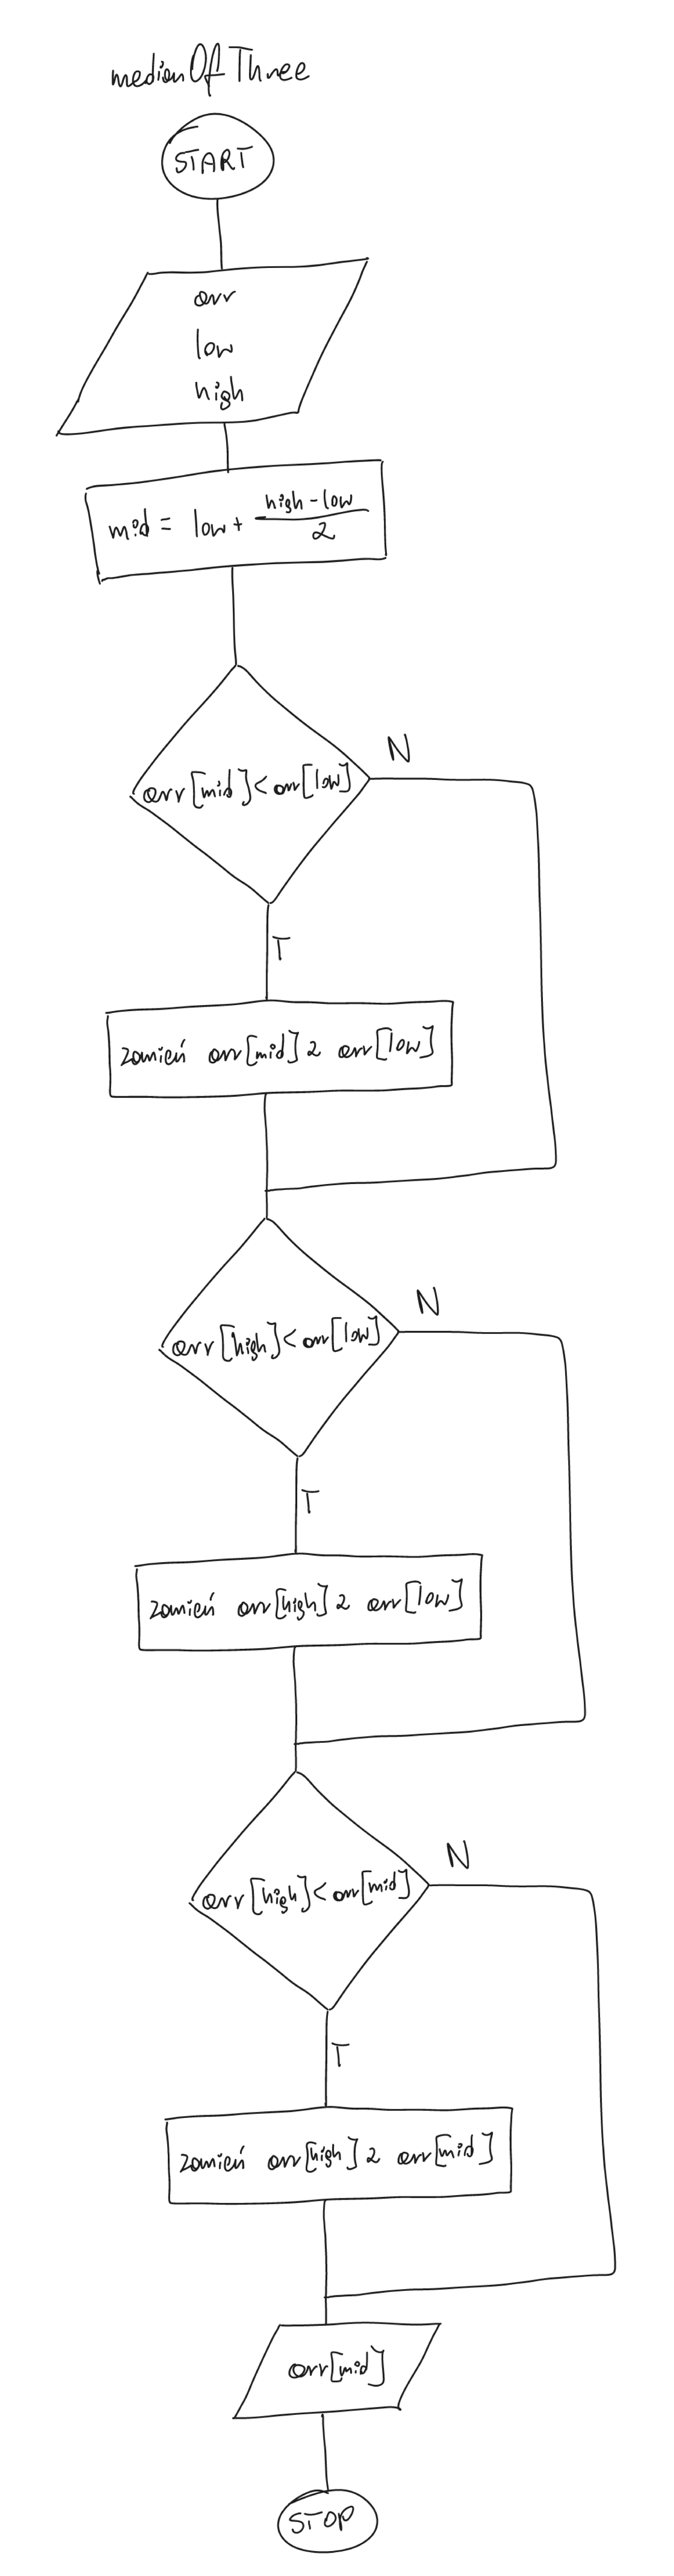 medianOfThree
START
arr
low
high
mid = low + (high - low) / 2
arr[mid] < arr[low]
N
T
zamień arr[mid] z arr[low]
arr[high] < arr[low]
N
T
zamień arr[high] z arr[low]
arr[high] < arr[mid]
N
T
zamień arr[high] z arr[mid]
arr[mid]
STOP